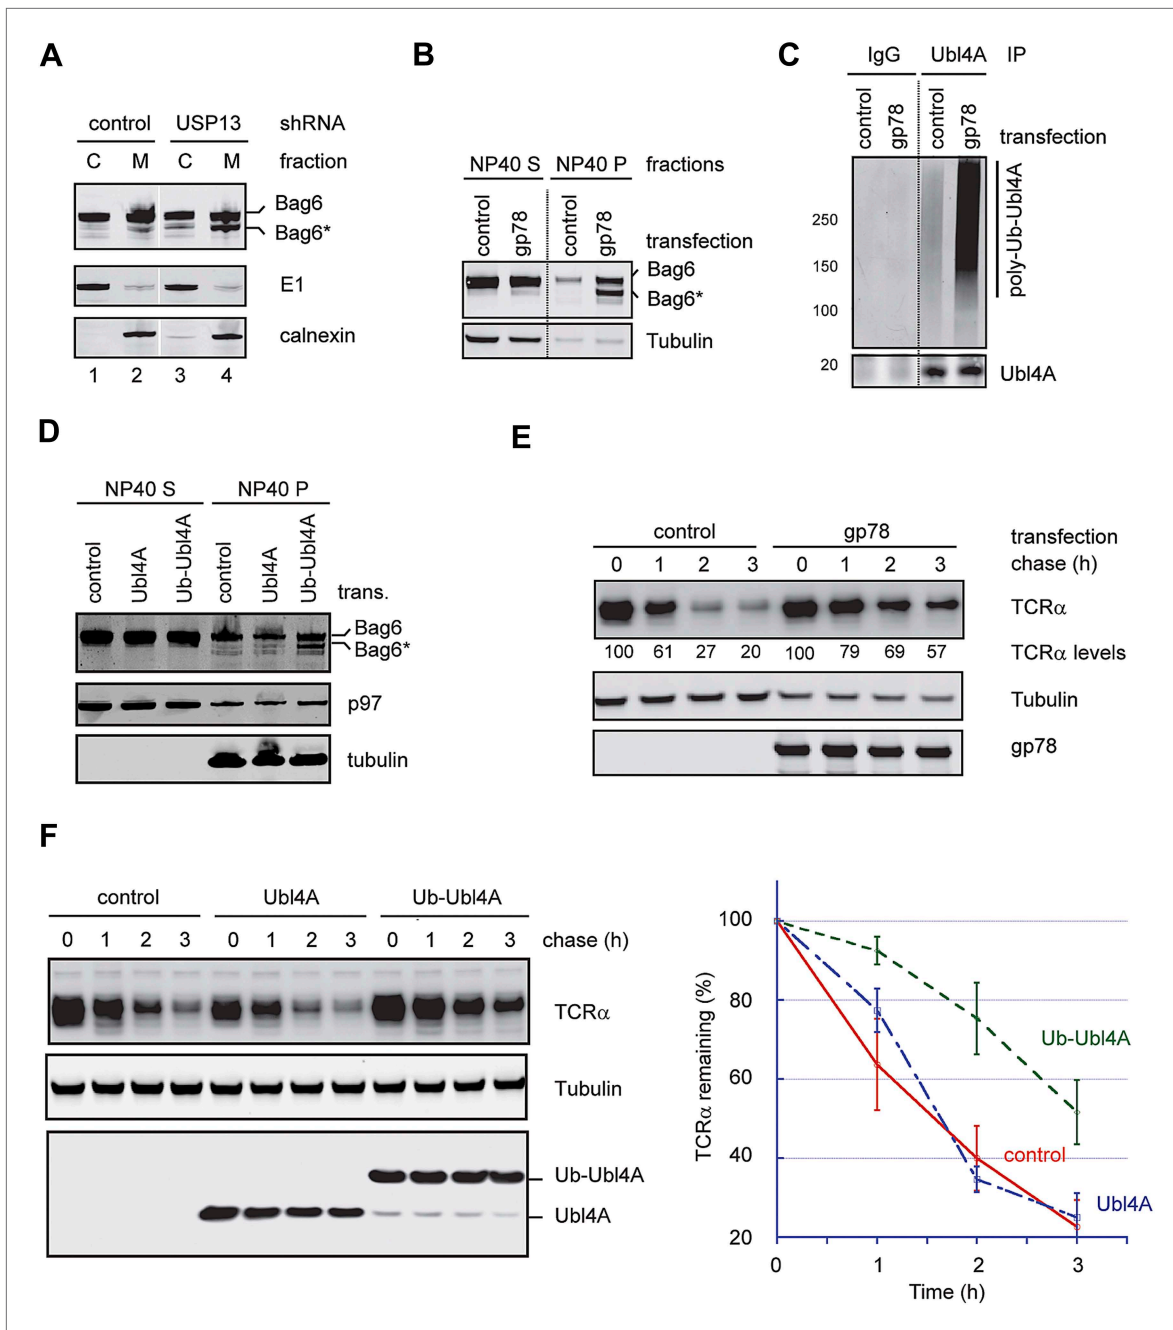 A
control USP13 shRNA
C M C M fraction
Bag6
Bag6*
E1
calnexin
1 2 3 4
B
NP40 S NP40 P fractions
control gp78 control gp78 transfection
Bag6
Bag6*
Tubulin
C
IgG Ubl4A IP
control gp78 control gp78 transfection
250
150
100
20
poly-Ub-Ubl4A
Ubl4A
D
NP40 S NP40 P
control Ubl4A Ub-Ubl4A control Ubl4A Ub-Ubl4A trans.
Bag6
Bag6*
p97
tubulin
E
control gp78 transfection
0 1 2 3 0 1 2 3 chase (h)
TCRα
100 61 27 20 100 79 69 57 TCRα levels
Tubulin
gp78
F
control Ubl4A Ub-Ubl4A
0 1 2 3 0 1 2 3 0 1 2 3 chase (h)
TCRα
Tubulin
Ub-Ubl4A
Ubl4A
TCRα remaining (%)
100
80
60
40
20
Ub-Ubl4A
control
Ubl4A
0 1 2 3
Time (h)